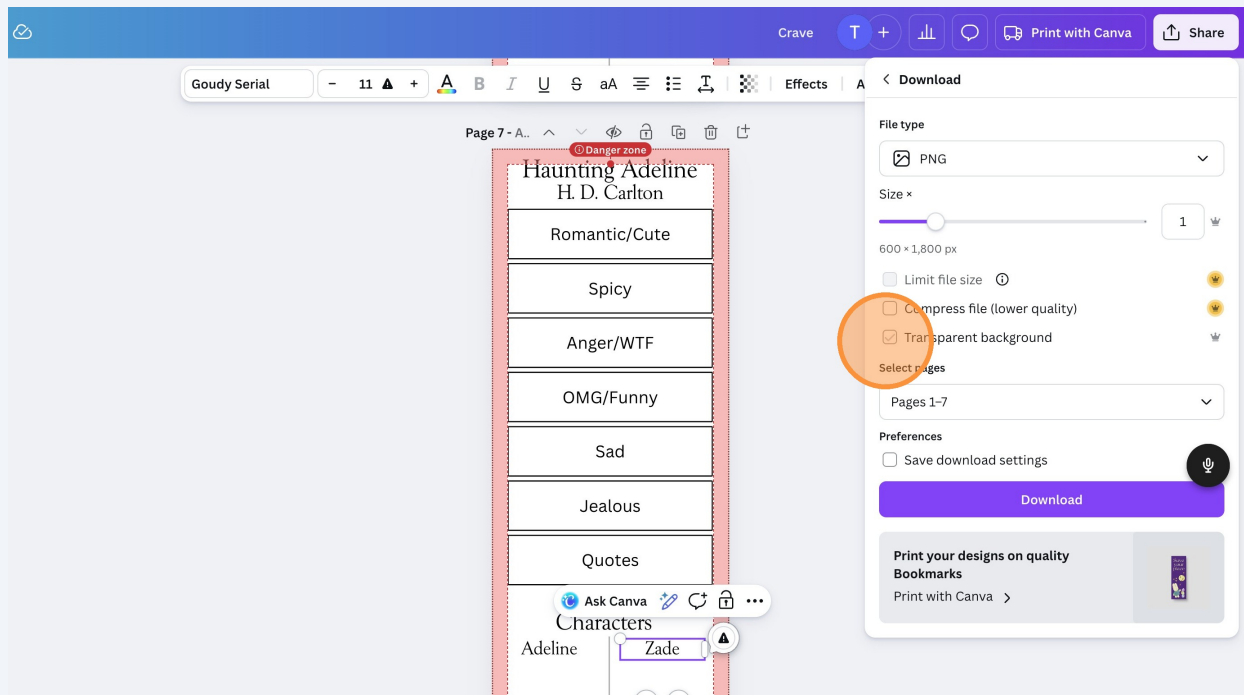 Crave
T
+
Print with Canva
Share
Goudy Serial
– 11 +
A B I U S aA
Effects
A
Download
Page 7 - A..
Danger zone
Haunting Adeline
H. D. Carlton
Romantic/Cute
Spicy
Anger/WTF
OMG/Funny
Sad
Jealous
Quotes
Ask Canva
Characters
Adeline
Zade
File type
PNG
Size ×
1
600 × 1,800 px
Limit file size
Compress file (lower quality)
Transparent background
Select pages
Pages 1–7
Preferences
Save download settings
Download
Print your designs on quality
Bookmarks
Print with Canva